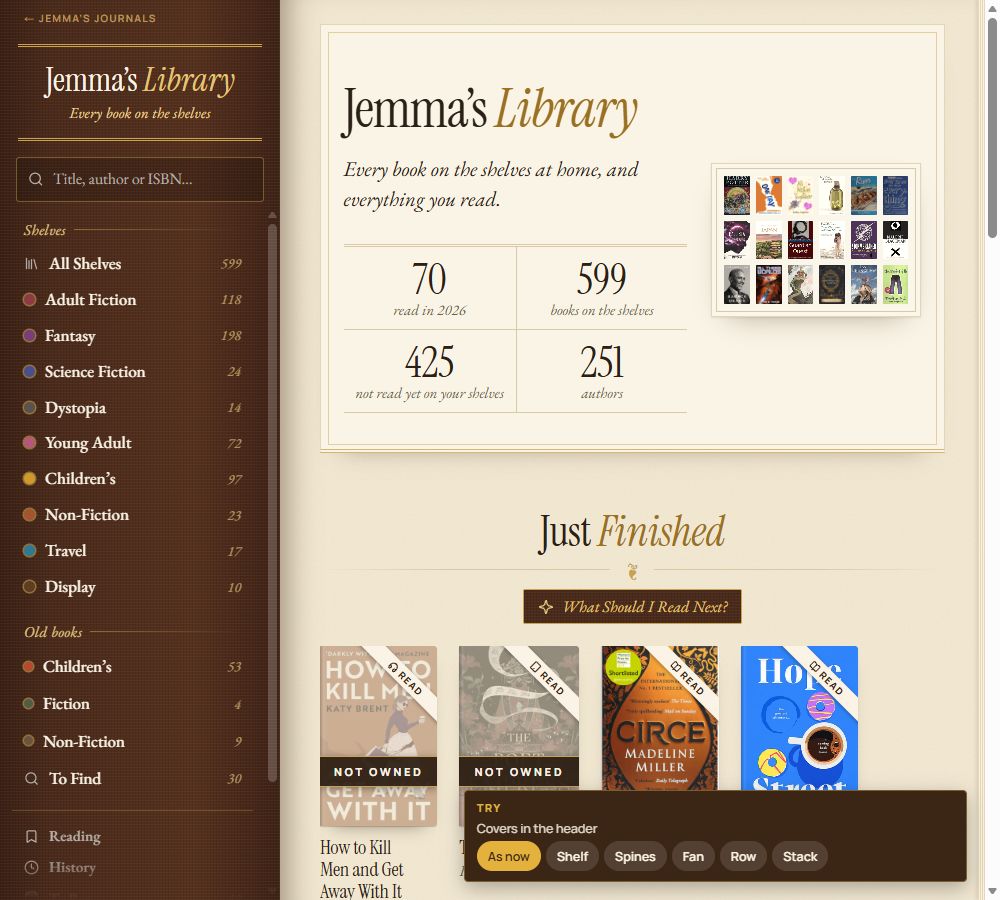 ← JEMMA'S JOURNALS
Jemma's Library
Every book on the shelves
Title, author or ISBN...
Shelves
All Shelves 599
Adult Fiction 118
Fantasy 198
Science Fiction 24
Dystopia 14
Young Adult 72
Children's 97
Non-Fiction 23
Travel 17
Display 10
Old books
Children's 53
Fiction 4
Non-Fiction 9
To Find 30
Reading
History
Jemma's Library
Every book on the shelves at home, and
everything you read.
70
read in 2026
599
books on the shelves
425
not read yet on your shelves
251
authors
Just Finished
What Should I Read Next?
HOW TO
KILL MEN
KATY BRENT
READ
NOT OWNED
GET AWAY
WITH IT
READ
THE
NOT OWNED
Shortlisted
READ
CIRCE
MADELINE
MILLER
Daily Telegraph
Hope
READ
Street
How to Kill
Men and Get
Away With It
TRY
Covers in the header
As now
Shelf
Spines
Fan
Row
Stack